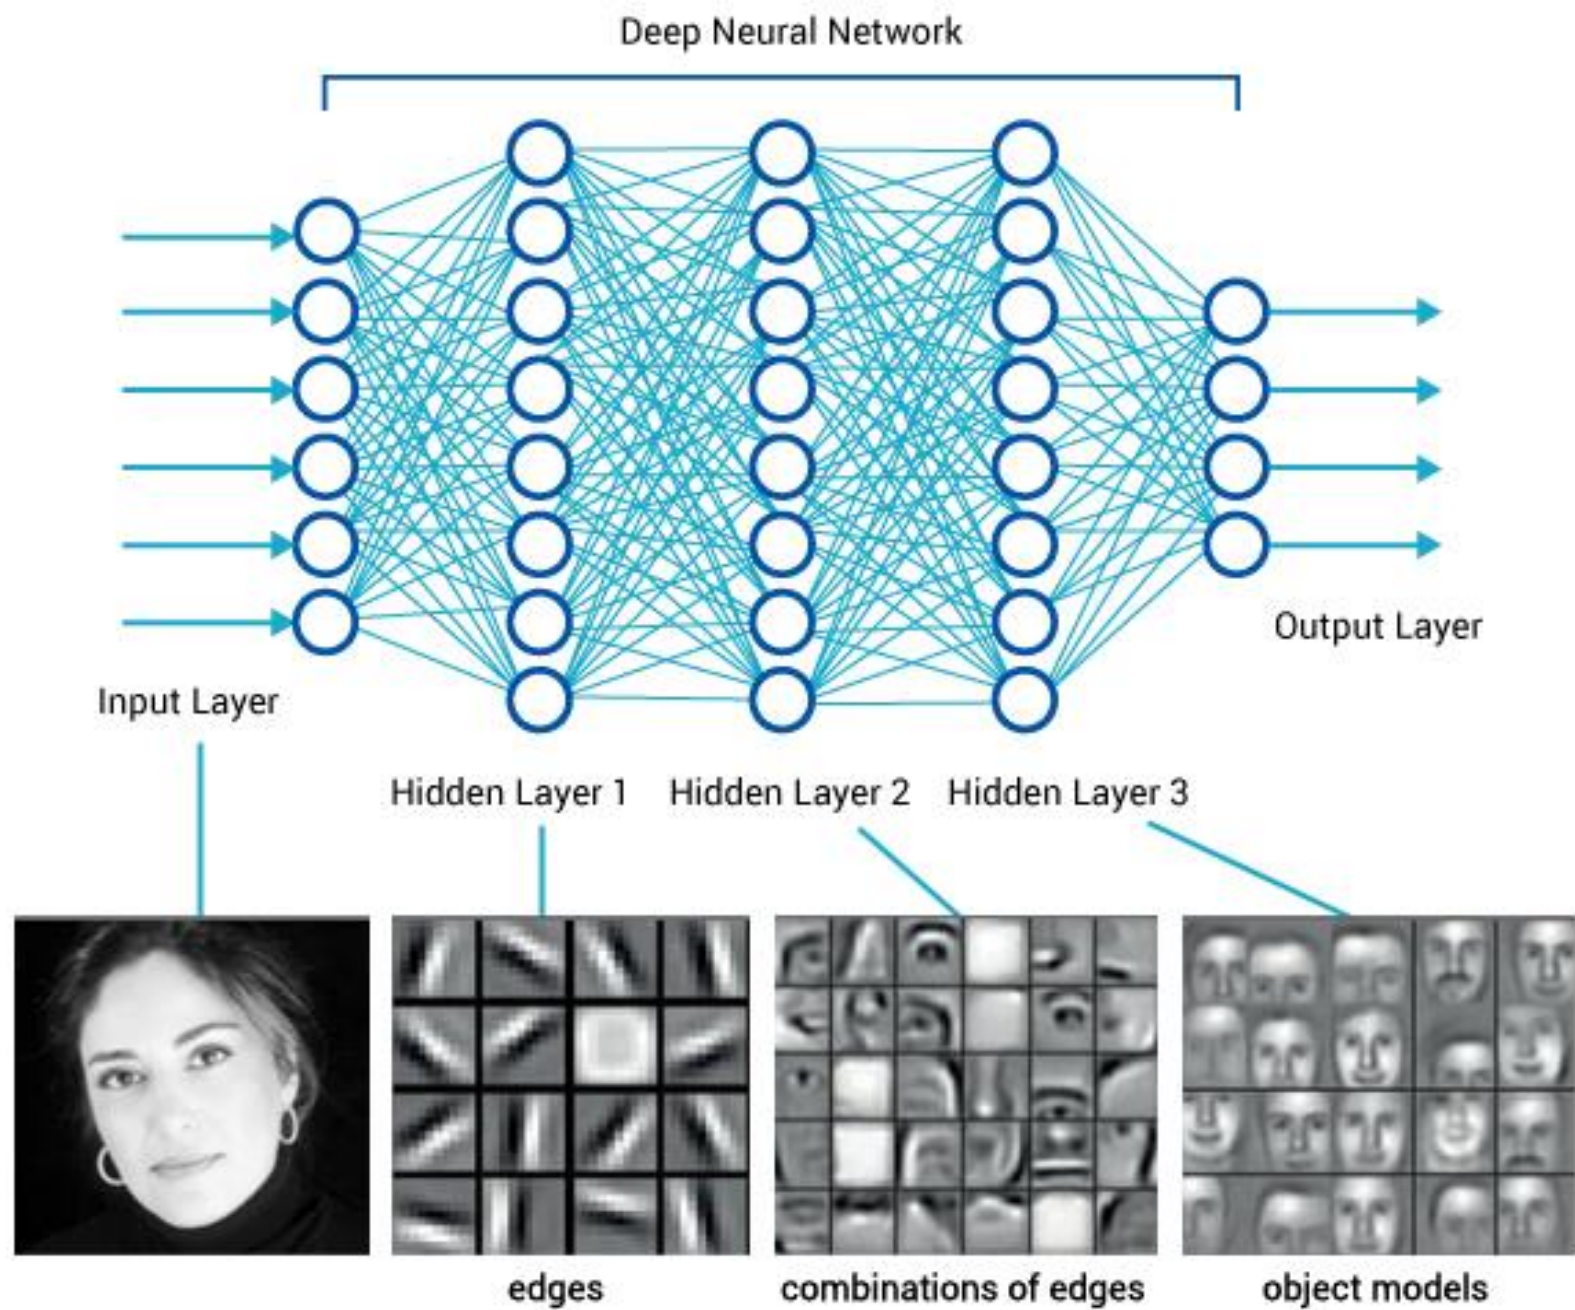 Deep Neural Network
Output Layer
Input Layer
Hidden Layer 1
Hidden Layer 2
Hidden Layer 3
edges
combinations of edges
object models